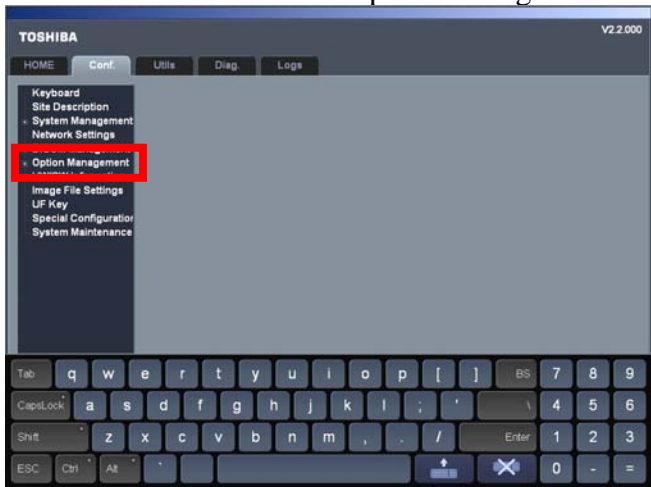 TOSHIBA
V2.2.000
HOME Conf. Utils Diag. Logs
Keyboard
Site Description
System Management
Network Settings
Option Management
Image File Settings
UF Key
Special Configuration
System Maintenance
Tab q w e r t y u i o p [ ] BS 7 8 9
CapsLock a s d f g h j k l ; ' \ 4 5 6
Shift z x c v b n m , . / Enter 1 2 3
ESC Ctrl Alt ` 0 - =